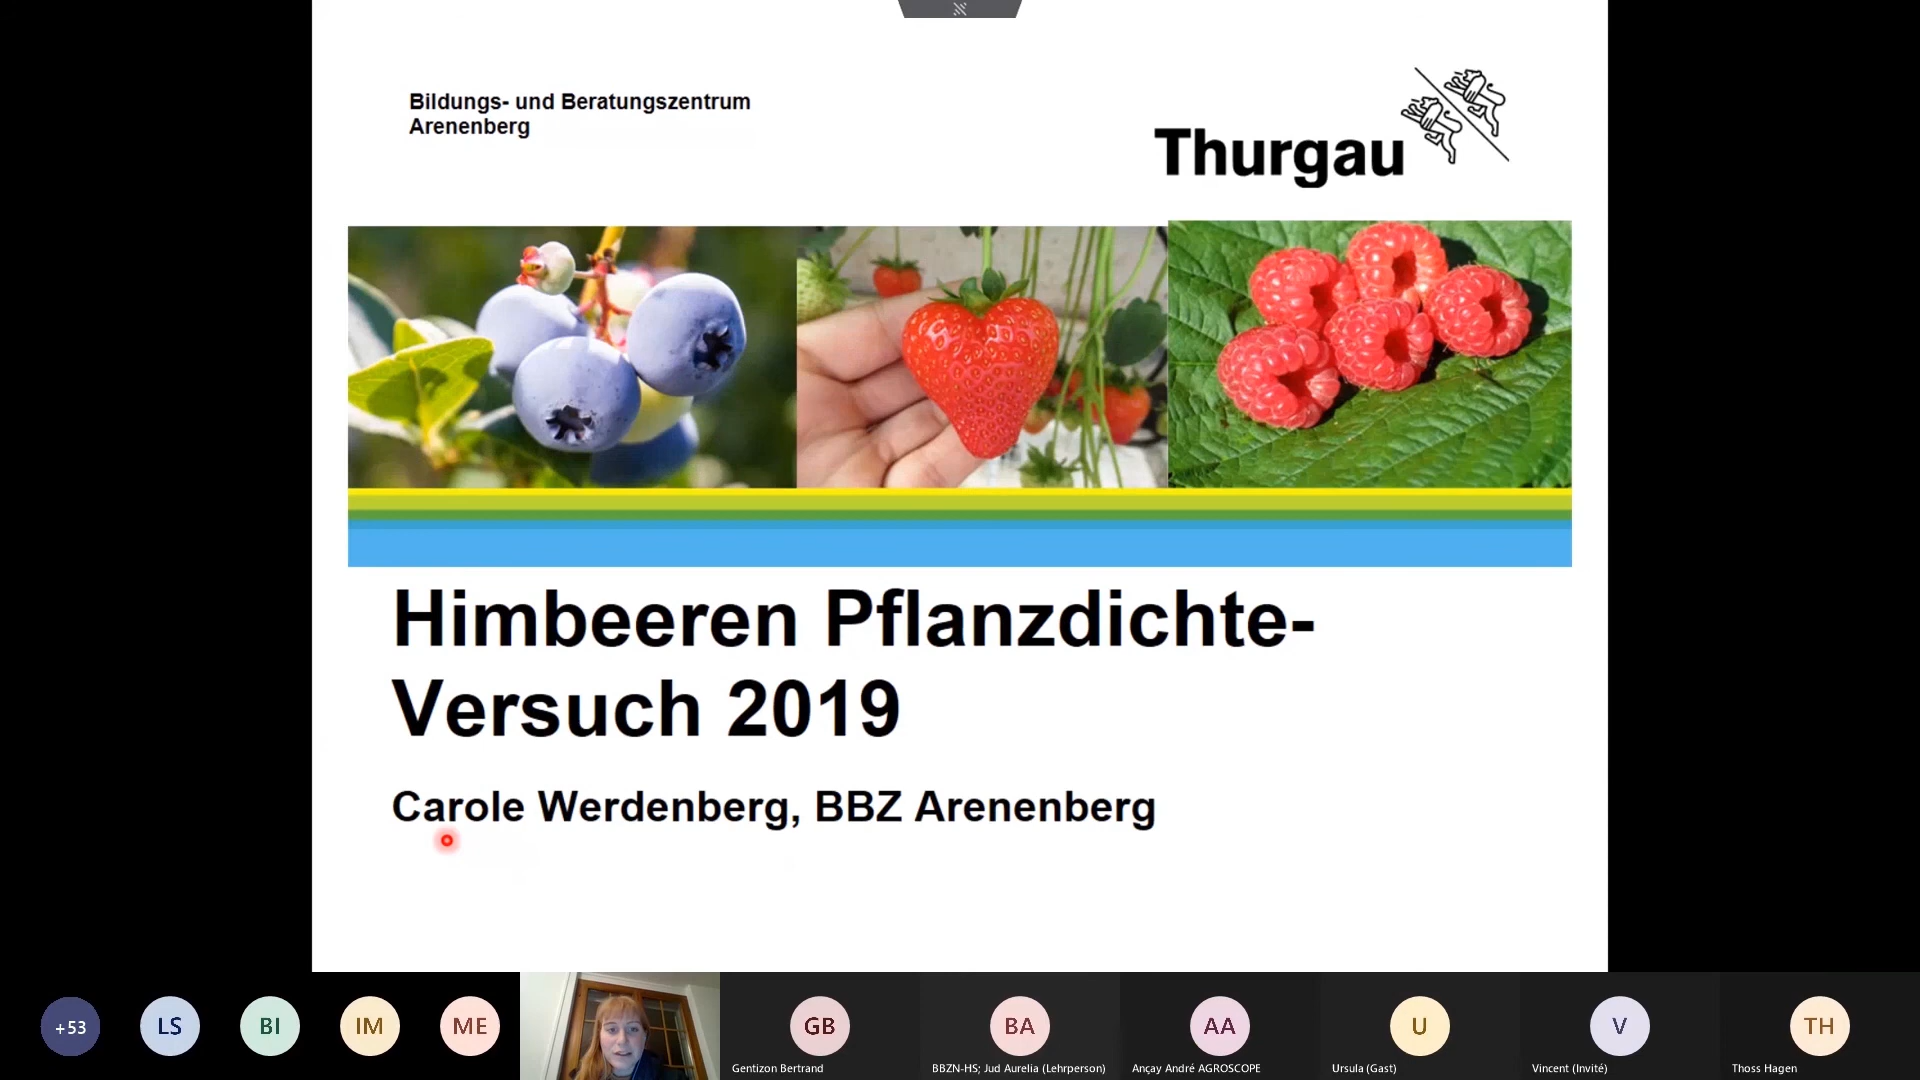 Bildungs- und Beratungszentrum
Arenenberg
Thurgau
Himbeeren Pflanzdichte-
Versuch 2019
Carole Werdenberg, BBZ Arenenberg
+53
LS
BI
IM
ME
GB
BA
AA
U
V
TH
Gentizon Bertrand
BBZN-HS; Jud Aurelia (Lehrperson)
Ançay André AGROSCOPE
Ursula (Gast)
Vincent (Invité)
Thoss Hagen